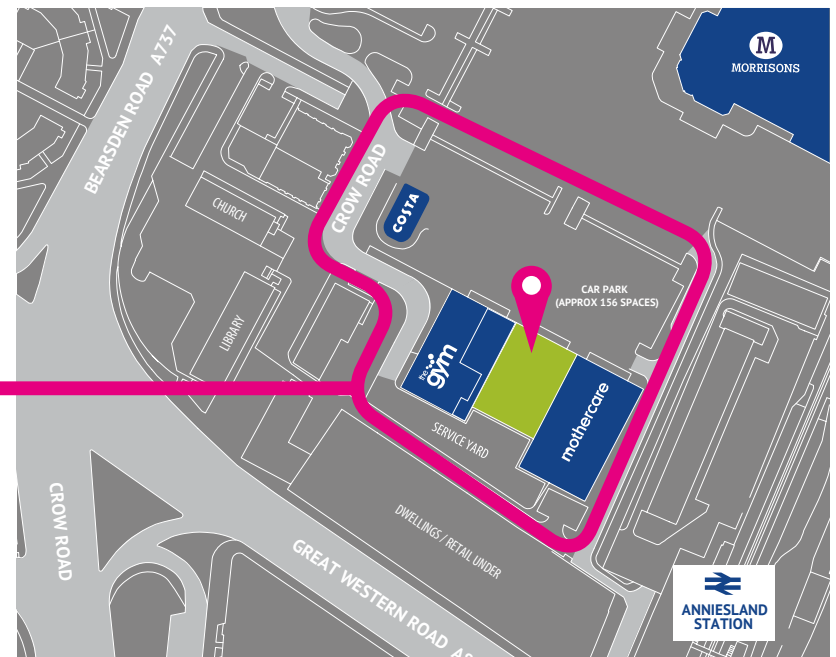 M
MORRISONS
BEARSDEN ROAD A737
CROW ROAD
COSTA
CHURCH
LIBRARY
CAR PARK
(APPROX 156 SPACES)
the
gym
mothercare
SERVICE YARD
DWELLINGS / RETAIL UNDER
CROW ROAD
GREAT WESTERN ROAD
ANNIESLAND
STATION